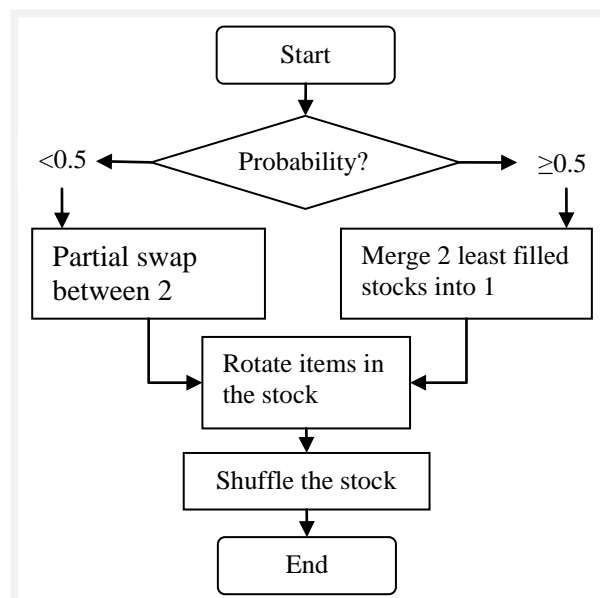 Start
Probability?
<0.5
≥0.5
Partial swap
between 2
Merge 2 least filled
stocks into 1
Rotate items in
the stock
Shuffle the stock
End